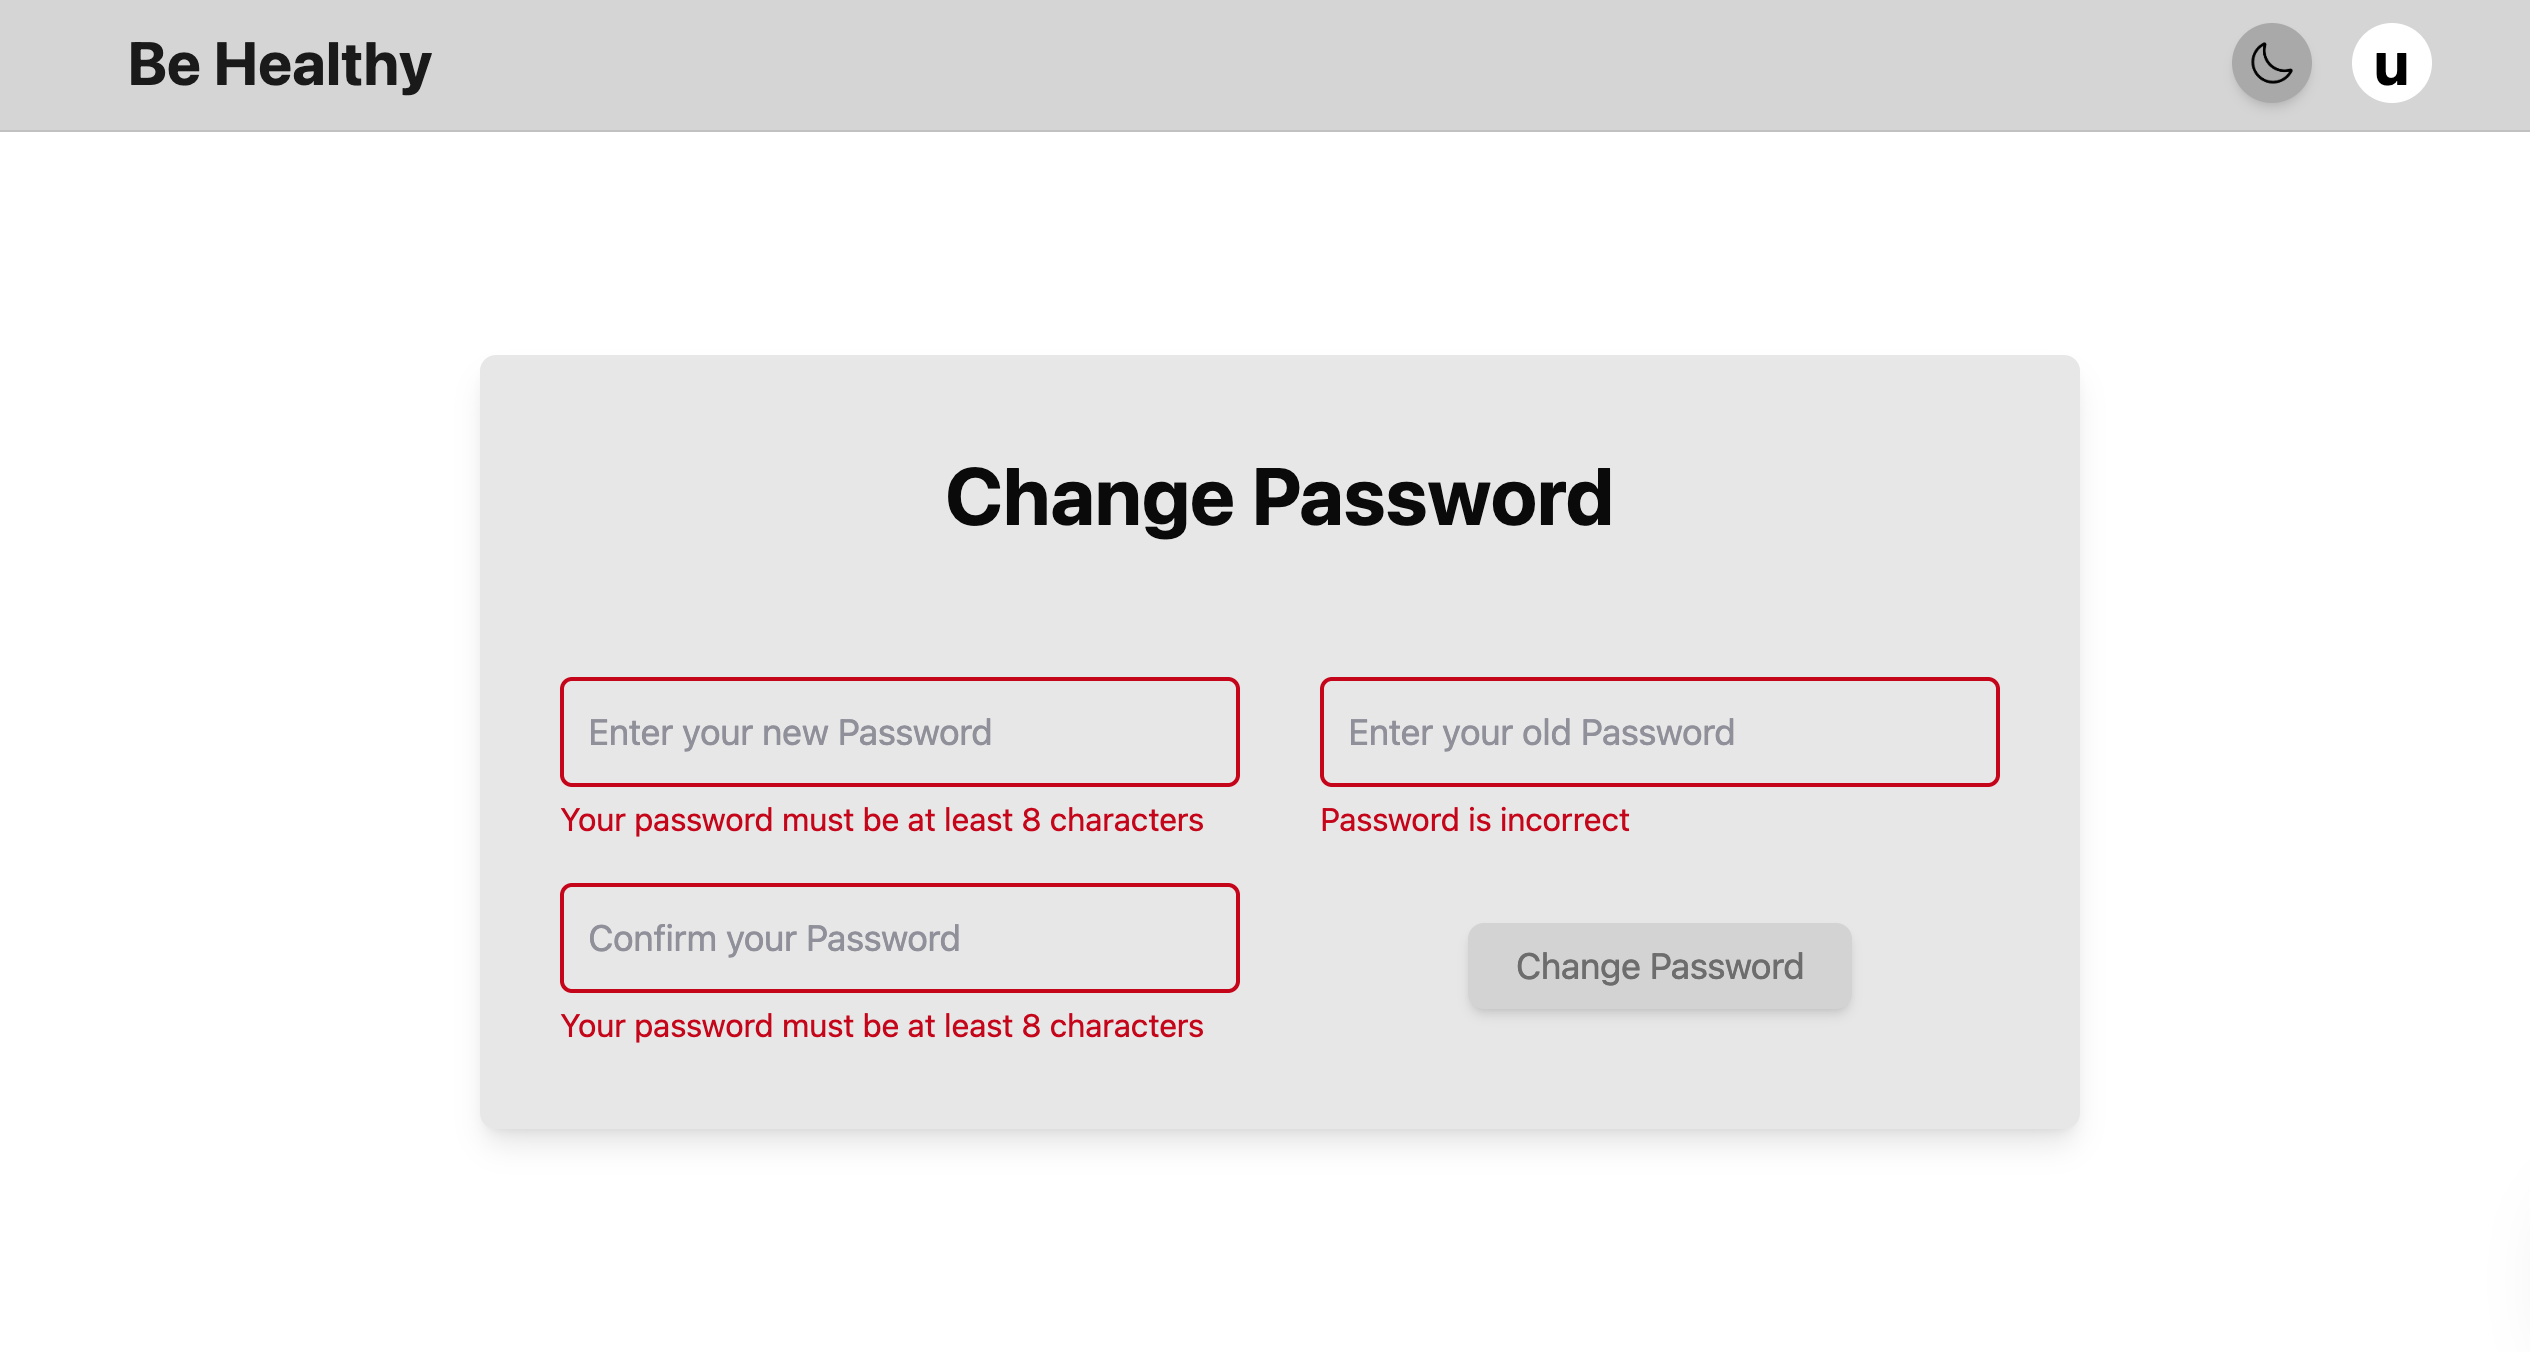 Be Healthy
u
Change Password
Enter your new Password
Enter your old Password
Your password must be at least 8 characters
Password is incorrect
Confirm your Password
Change Password
Your password must be at least 8 characters